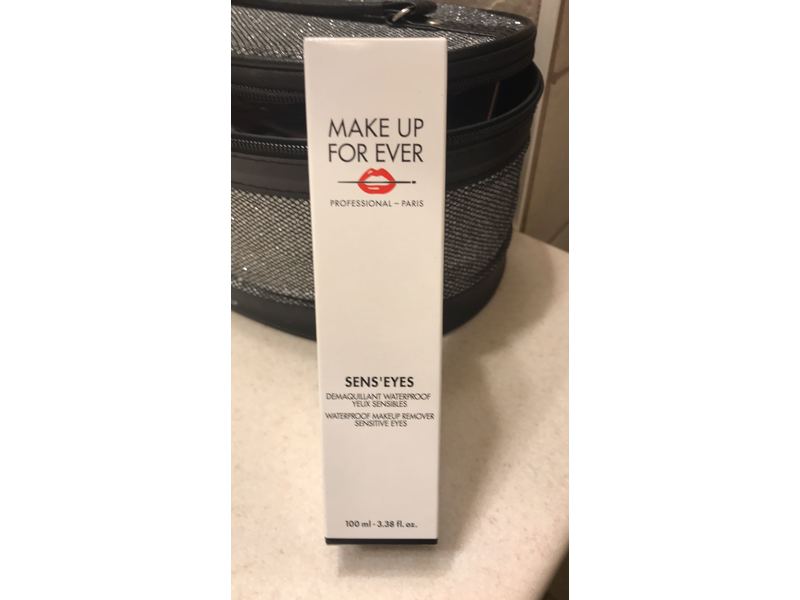 MAKE UP
FOR EVER
PROFESSIONAL – PARIS
SENS'EYES
DEMAQUILLANT WATERPROOF
YEUX SENSIBLES
WATERPROOF MAKEUP REMOVER
SENSITIVE EYES
100 ml - 3.38 fl. oz.